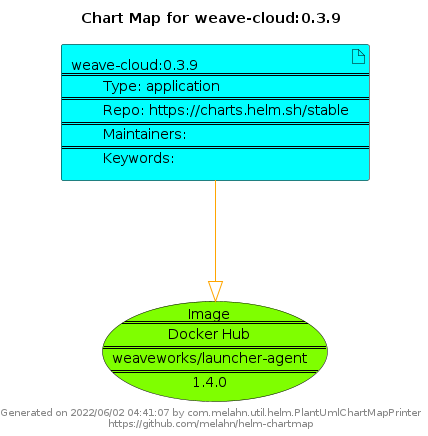 Chart Map for weave-cloud:0.3.9
weave-cloud:0.3.9
Type: application
Repo: https://charts.helm.sh/stable
Maintainers:
Keywords:
Image
Docker Hub
weaveworks/launcher-agent
1.4.0
Generated on 2022/06/02 04:41:07 by com.melahn.util.helm.PlantUmlChartMapPrinter
https://github.com/melahn/helm-chartmap